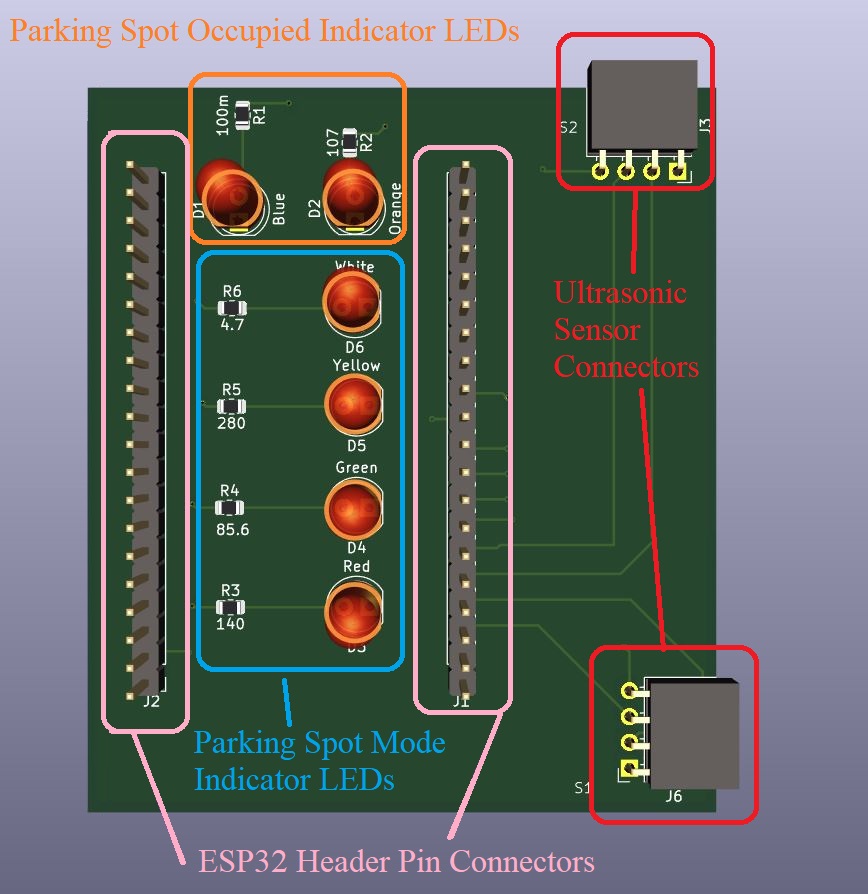 Parking Spot Occupied Indicator LEDs
100m
R1
107
R2
S2
J3
D1
Blue
D2
Orange
Ultrasonic
Sensor
Connectors
White
R6
4.7
D6
Yellow
R5
280
D5
Green
R4
85.6
D4
Red
R3
140
D3
J2
J1
S1
J6
Parking Spot Mode
Indicator LEDs
ESP32 Header Pin Connectors